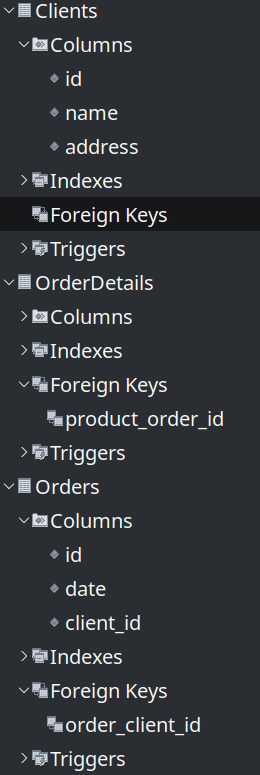 Clients
Columns
id
name
address
Indexes
Foreign Keys
Triggers
OrderDetails
Columns
Indexes
Foreign Keys
product_order_id
Triggers
Orders
Columns
id
date
client_id
Indexes
Foreign Keys
order_client_id
Triggers